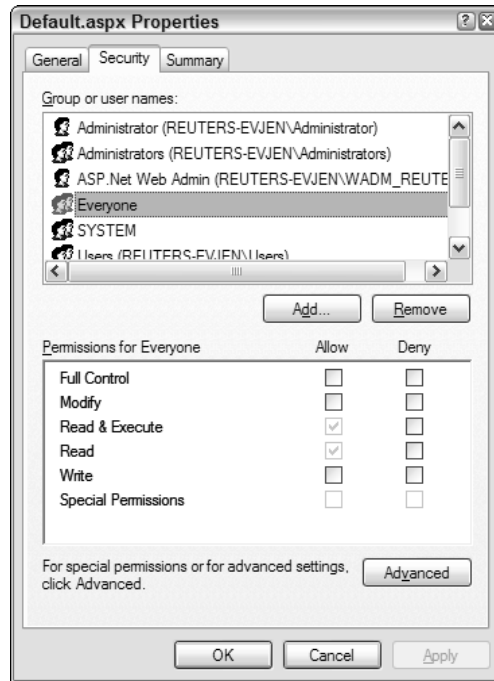 Default.aspx Properties
General Security Summary
Group or user names:
Administrator (REUTERS-EVJEN\Administrator)
Administrators (REUTERS-EVJEN\Administrators)
ASP.Net Web Admin (REUTERS-EVJEN\WADM_REUTE
Everyone
SYSTEM
Users (REUTERS-EVJEN\Users)
Add... Remove
Permissions for Everyone Allow Deny
Full Control
Modify
Read & Execute
Read
Write
Special Permissions
For special permissions or for advanced settings,
click Advanced.
Advanced
OK Cancel Apply